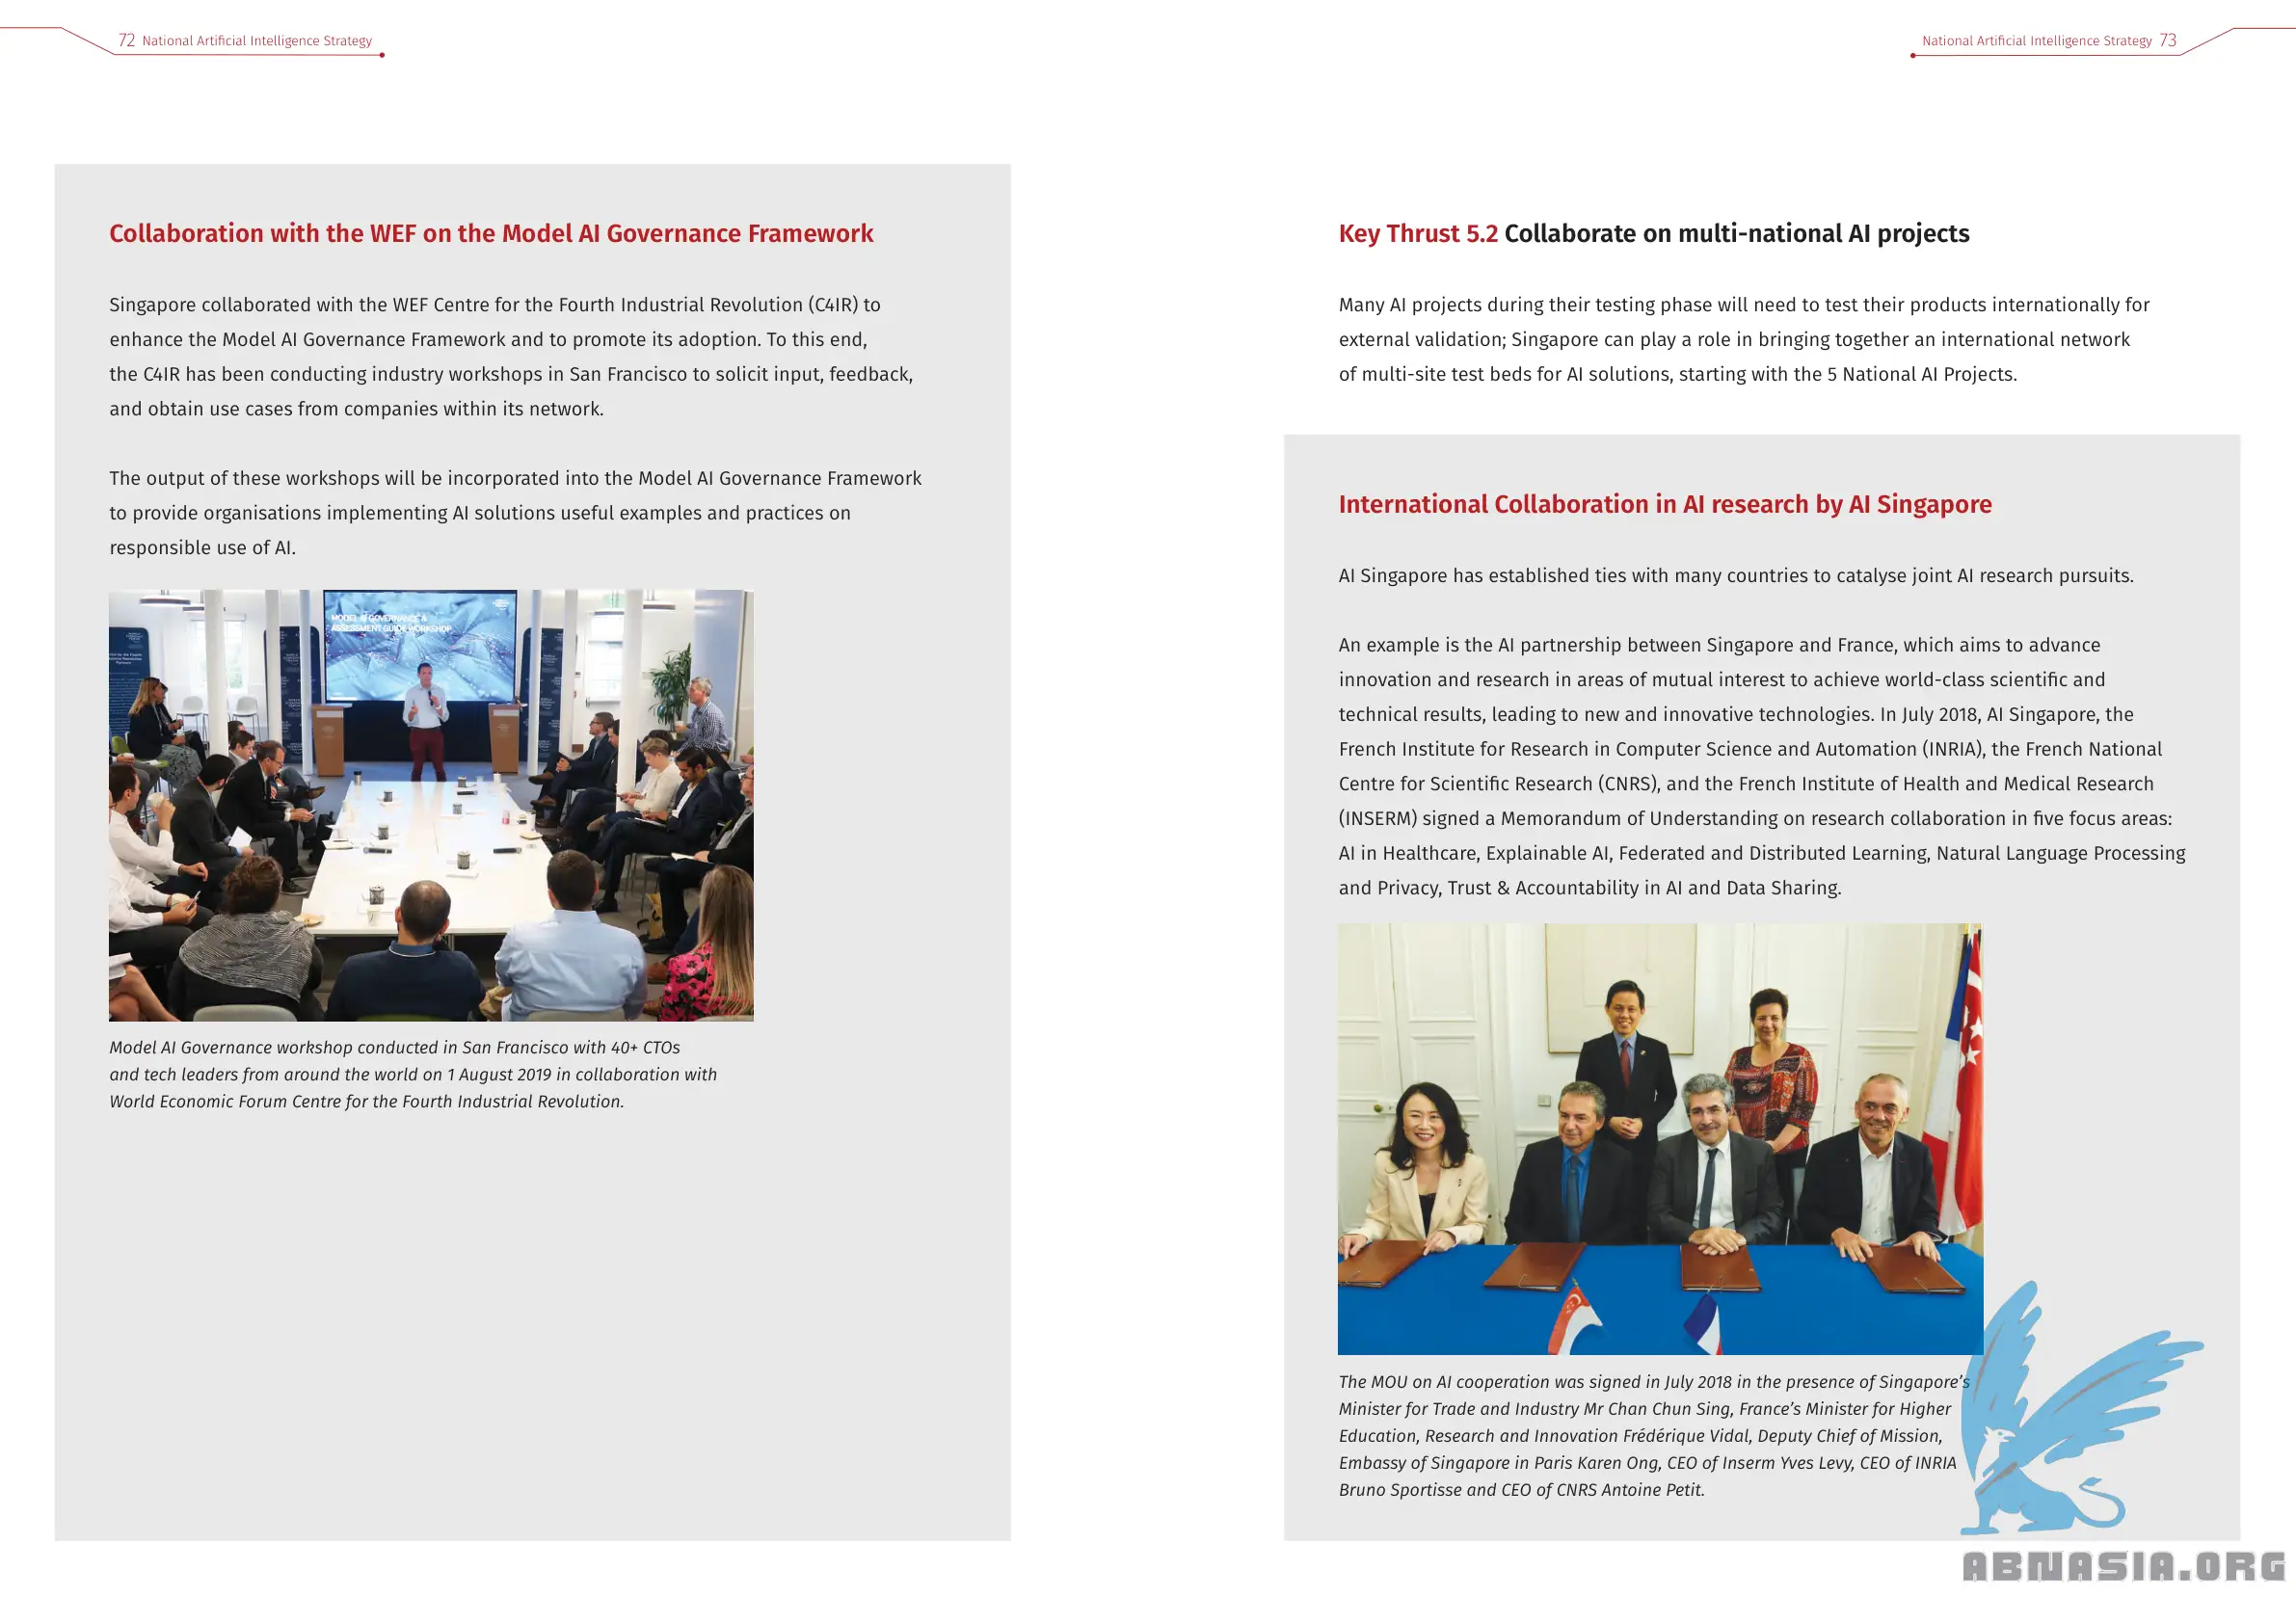 72 National Artificial Intelligence Strategy
Collaboration with the WEF on the Model AI Governance Framework
Singapore collaborated with the WEF Centre for the Fourth Industrial Revolution (C4IR) to
enhance the Model AI Governance Framework and to promote its adoption. To this end,
the C4IR has been conducting industry workshops in San Francisco to solicit input, feedback,
and obtain use cases from companies within its network.
The output of these workshops will be incorporated into the Model AI Governance Framework
to provide organisations implementing AI solutions useful examples and practices on
responsible use of AI.
MODEL AI GOVERNANCE &
ASSESSMENT GUIDE WORKSHOP
Model AI Governance workshop conducted in San Francisco with 40+ CTOs
and tech leaders from around the world on 1 August 2019 in collaboration with
World Economic Forum Centre for the Fourth Industrial Revolution.
National Artificial Intelligence Strategy 73
Key Thrust 5.2 Collaborate on multi-national AI projects
Many AI projects during their testing phase will need to test their products internationally for
external validation; Singapore can play a role in bringing together an international network
of multi-site test beds for AI solutions, starting with the 5 National AI Projects.
International Collaboration in AI research by AI Singapore
AI Singapore has established ties with many countries to catalyse joint AI research pursuits.
An example is the AI partnership between Singapore and France, which aims to advance
innovation and research in areas of mutual interest to achieve world-class scientific and
technical results, leading to new and innovative technologies. In July 2018, AI Singapore, the
French Institute for Research in Computer Science and Automation (INRIA), the French National
Centre for Scientific Research (CNRS), and the French Institute of Health and Medical Research
(INSERM) signed a Memorandum of Understanding on research collaboration in five focus areas:
AI in Healthcare, Explainable AI, Federated and Distributed Learning, Natural Language Processing
and Privacy, Trust & Accountability in AI and Data Sharing.
The MOU on AI cooperation was signed in July 2018 in the presence of Singapore’s
Minister for Trade and Industry Mr Chan Chun Sing, France’s Minister for Higher
Education, Research and Innovation Frédérique Vidal, Deputy Chief of Mission,
Embassy of Singapore in Paris Karen Ong, CEO of Inserm Yves Levy, CEO of INRIA
Bruno Sportisse and CEO of CNRS Antoine Petit.
ABNASIA.ORG